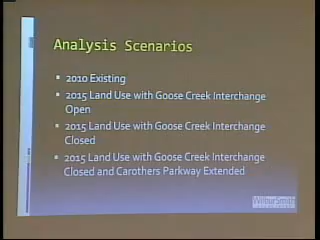 Analysis Scenarios
2010 Existing
2015 Land Use with Goose Creek Interchange
Open
2015 Land Use with Goose Creek Interchange
Closed
2015 Land Use with Goose Creek Interchange
Closed and Carothers Parkway Extended
WilburSmith